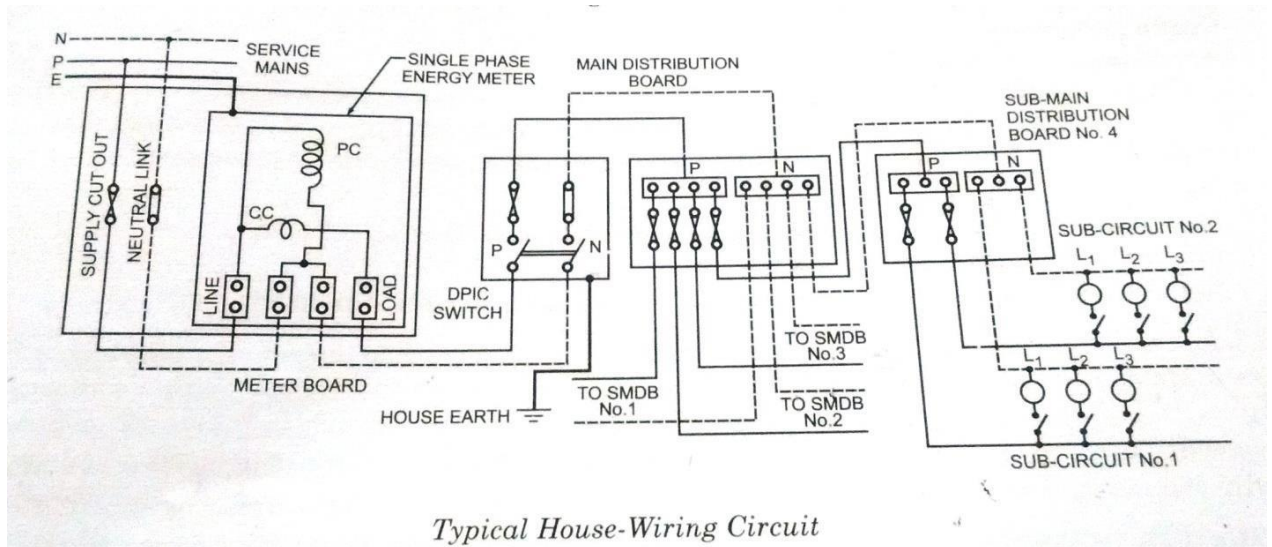 N
P
E
SERVICE
MAINS
SINGLE PHASE
ENERGY METER
MAIN DISTRIBUTION
BOARD
SUB-MAIN
DISTRIBUTION
BOARD No. 4
SUPPLY CUT OUT
NEUTRAL LINK
PC
CC
LINE
LOAD
METER BOARD
P
N
DPIC
SWITCH
HOUSE EARTH
P
N
TO SMDB
No.1
TO SMDB
No.3
TO SMDB
No.2
P
N
SUB-CIRCUIT No.2
L1 L2 L3
L1 L2 L3
SUB-CIRCUIT No.1
Typical House-Wiring Circuit